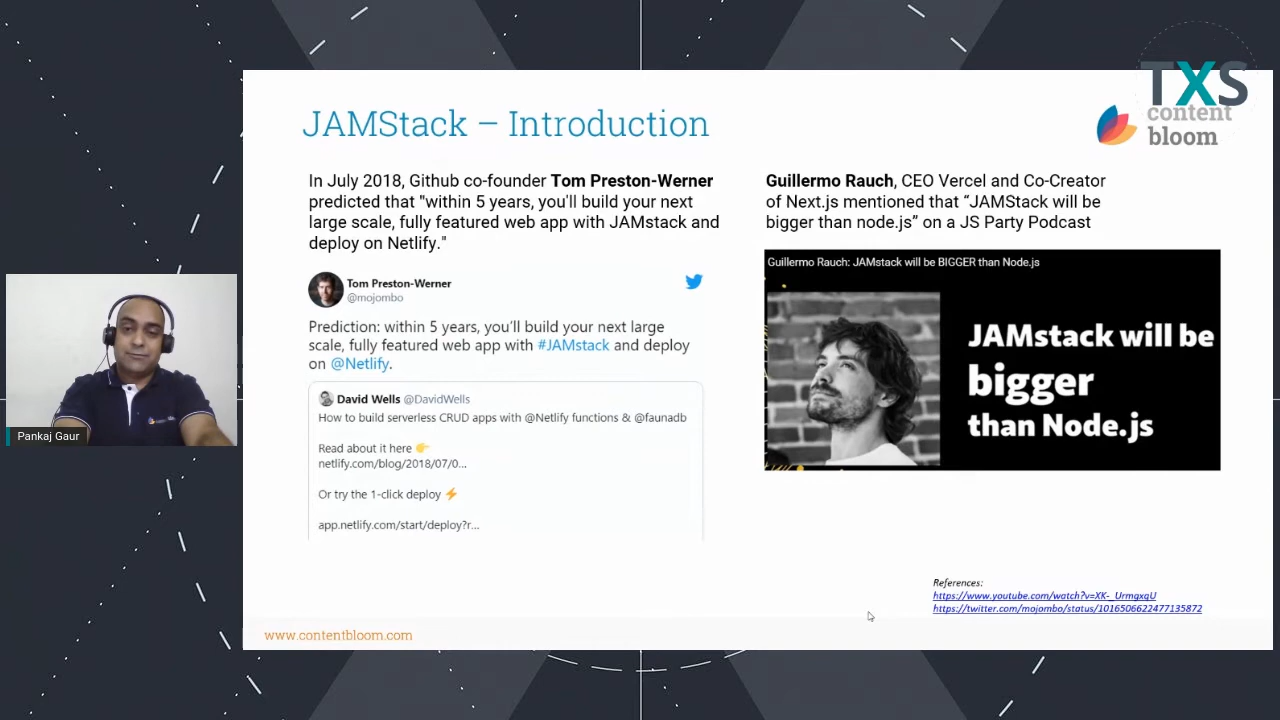 TXS
content
bloom
JAMStack – Introduction
In July 2018, Github co-founder Tom Preston-Werner
predicted that "within 5 years, you'll build your next
large scale, fully featured web app with JAMstack and
deploy on Netlify."
Tom Preston-Werner
@mojombo
Prediction: within 5 years, you'll build your next large
scale, fully featured web app with #JAMstack and deploy
on @Netlify.
David Wells @DavidWells
How to build serverless CRUD apps with @Netlify functions & @faunadb
Read about it here 👉
netlify.com/blog/2018/07/0...
Or try the 1-click deploy ⚡
app.netlify.com/start/deploy?r...
Guillermo Rauch, CEO Vercel and Co-Creator
of Next.js mentioned that “JAMStack will be
bigger than node.js” on a JS Party Podcast
Guillermo Rauch: JAMstack will be BIGGER than Node.js
JAMstack will be
bigger
than Node.js
Pankaj Gaur
References:
https://www.youtube.com/watch?v=XK-_UrmgxqU
https://twitter.com/mojombo/status/1016506622477135872
www.contentbloom.com